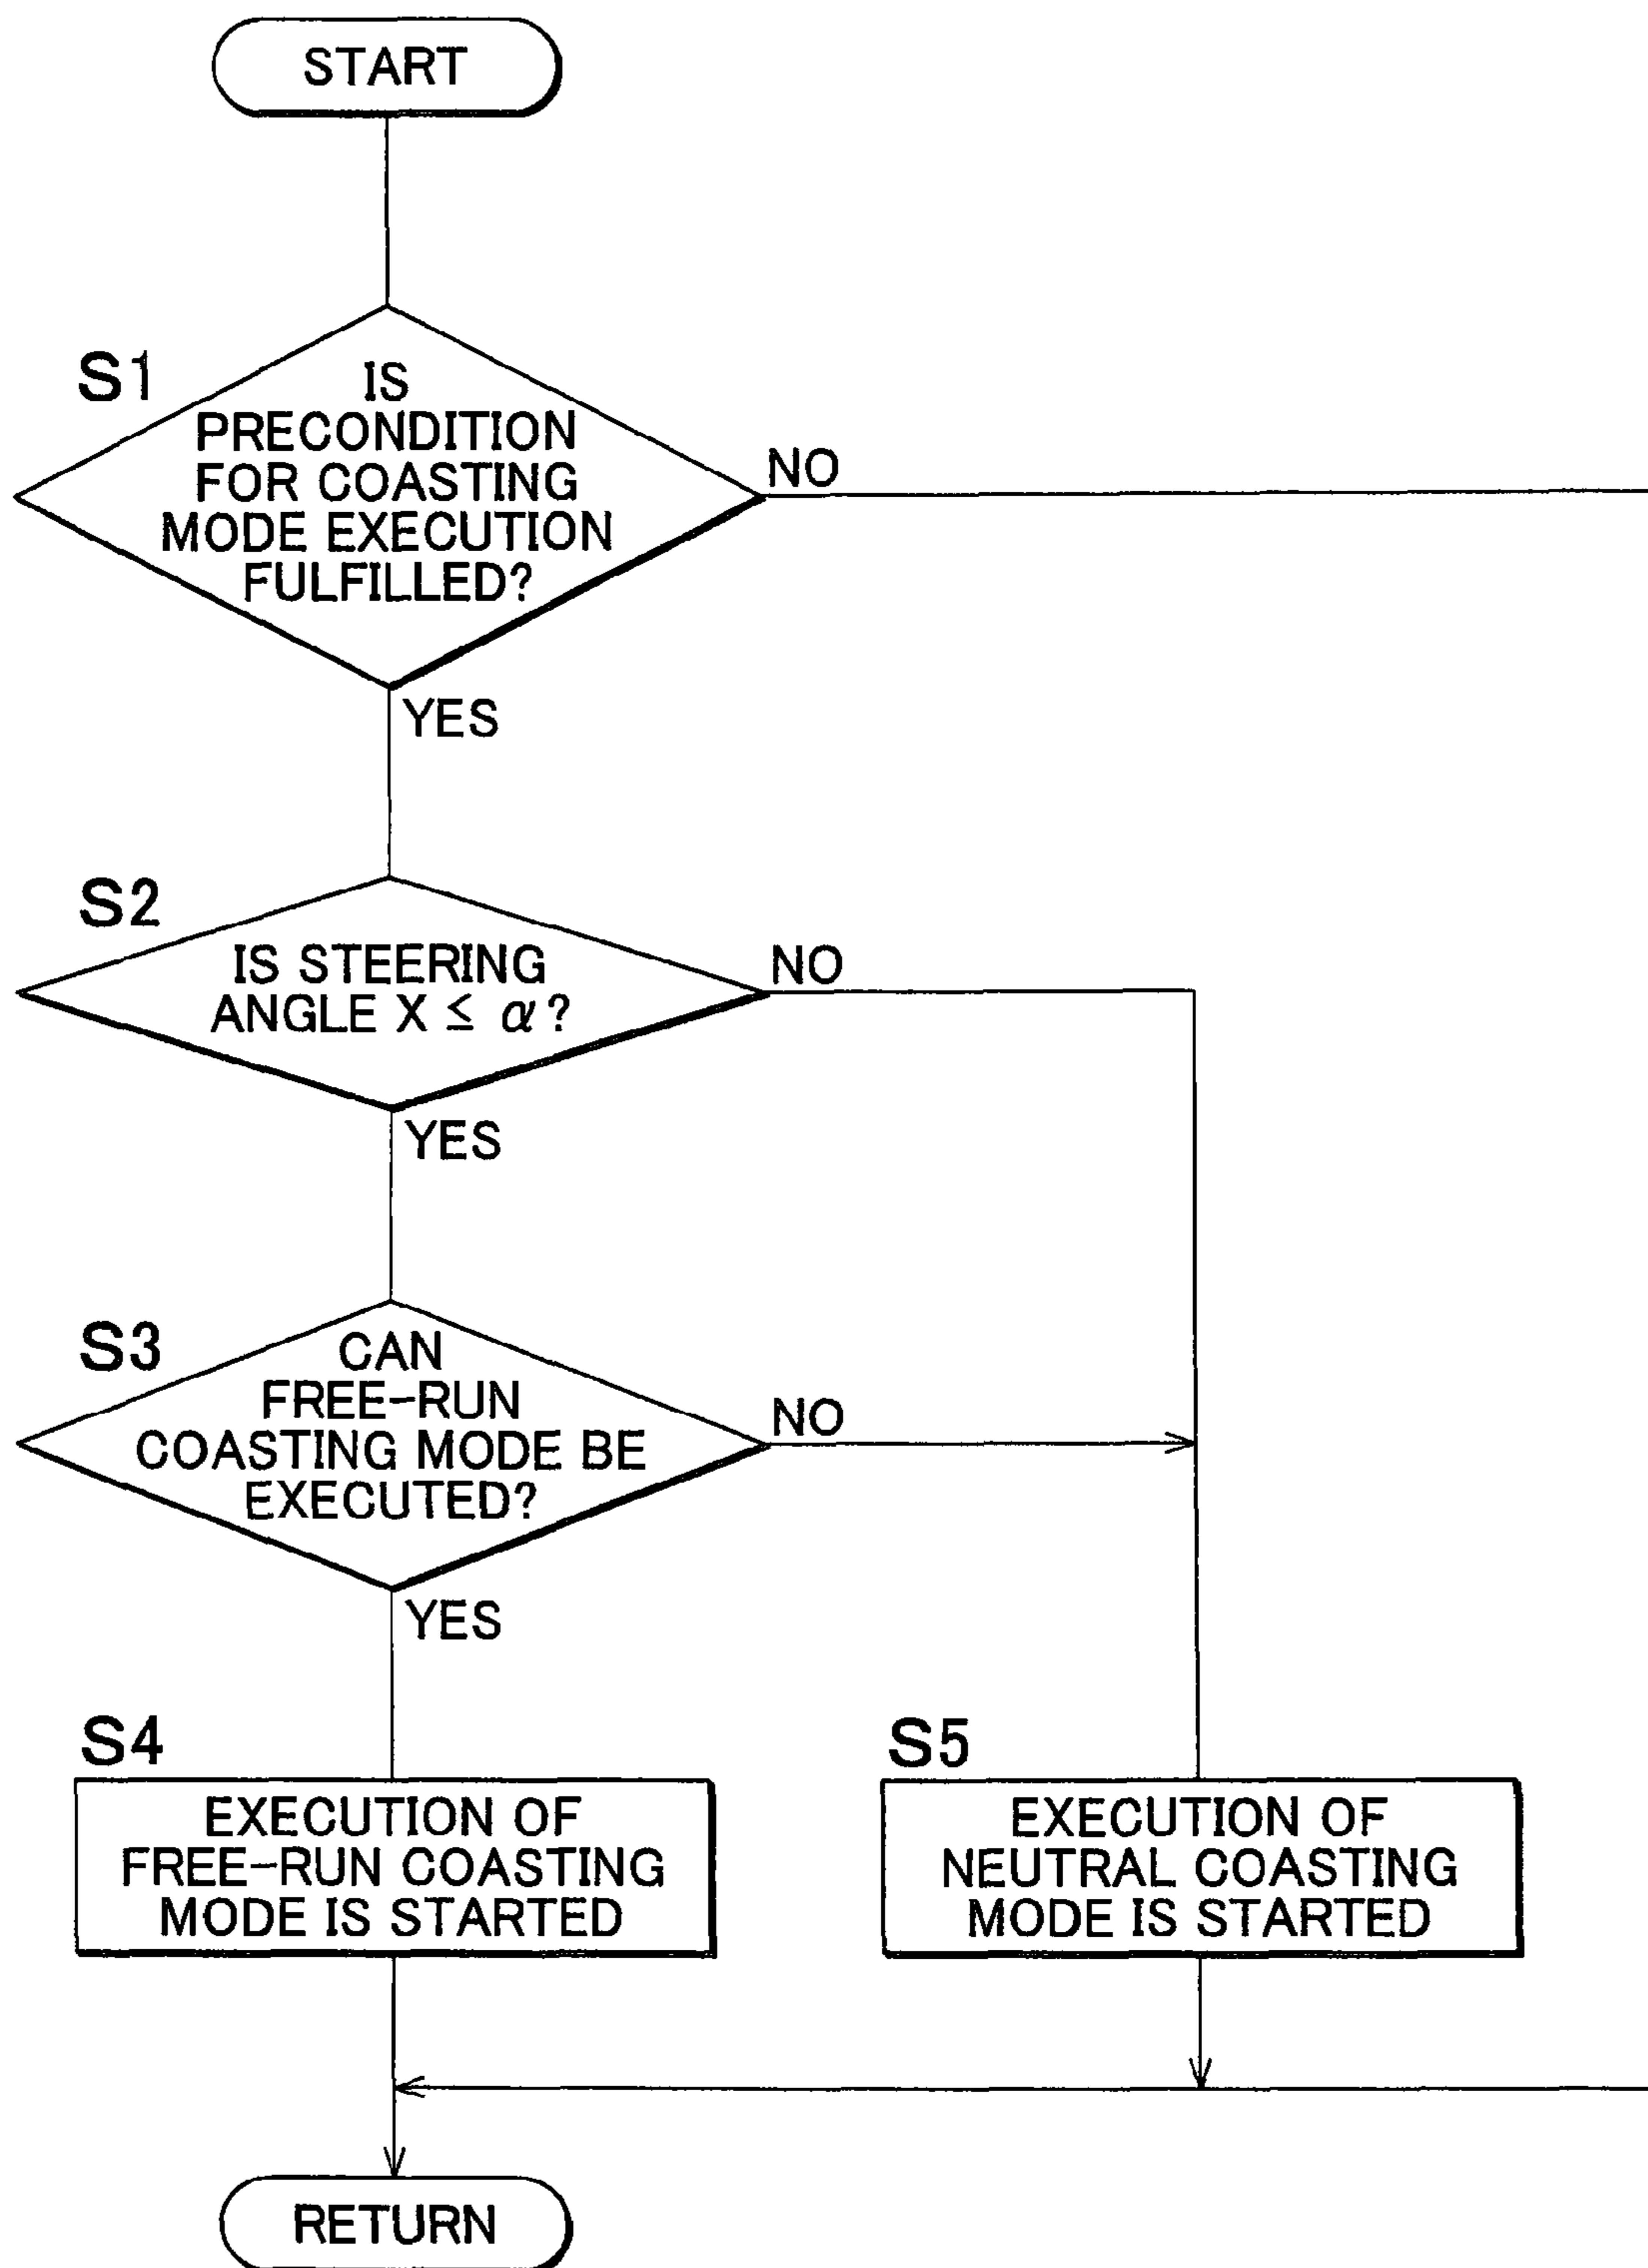 START
S1
IS
PRECONDITION
FOR COASTING
MODE EXECUTION
FULFILLED?
NO
YES
S2
IS STEERING
ANGLE X ≤ α?
NO
YES
S3
CAN
FREE-RUN
COASTING MODE BE
EXECUTED?
NO
YES
S4
EXECUTION OF
FREE-RUN COASTING
MODE IS STARTED
S5
EXECUTION OF
NEUTRAL COASTING
MODE IS STARTED
RETURN